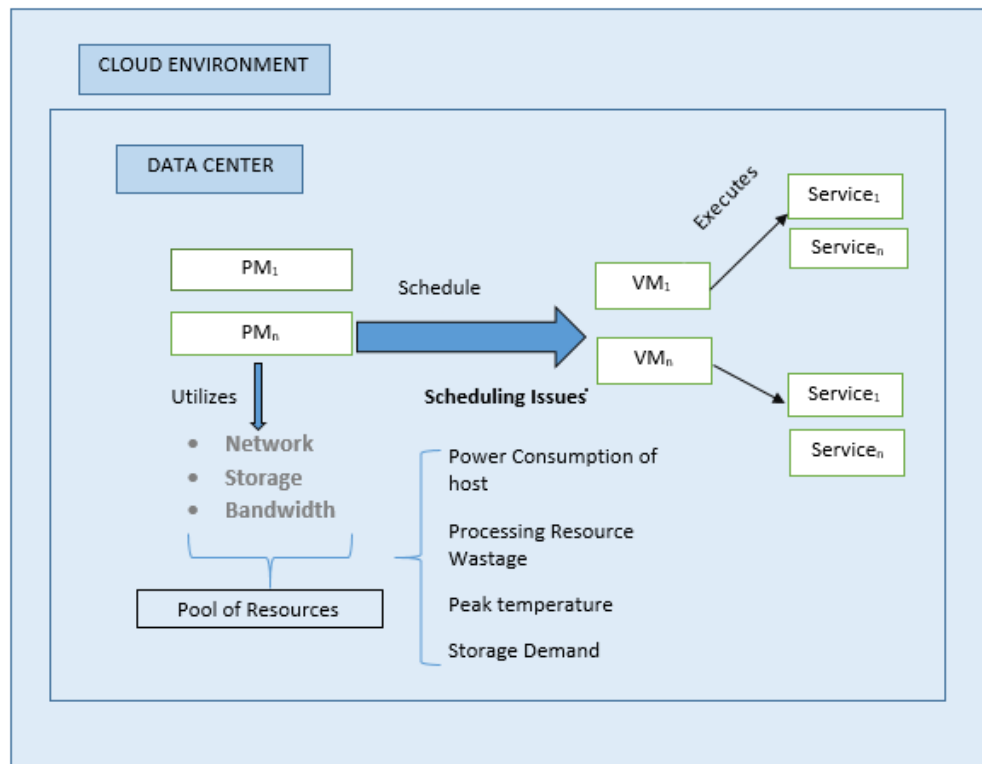 CLOUD ENVIRONMENT
DATA CENTER
PM₁
PMₙ
Schedule
VM₁
VMₙ
Executes
Service₁
Serviceₙ
Service₁
Serviceₙ
Utilizes
• Network
• Storage
• Bandwidth
Pool of Resources
Scheduling Issues
Power Consumption of
host
Processing Resource
Wastage
Peak temperature
Storage Demand